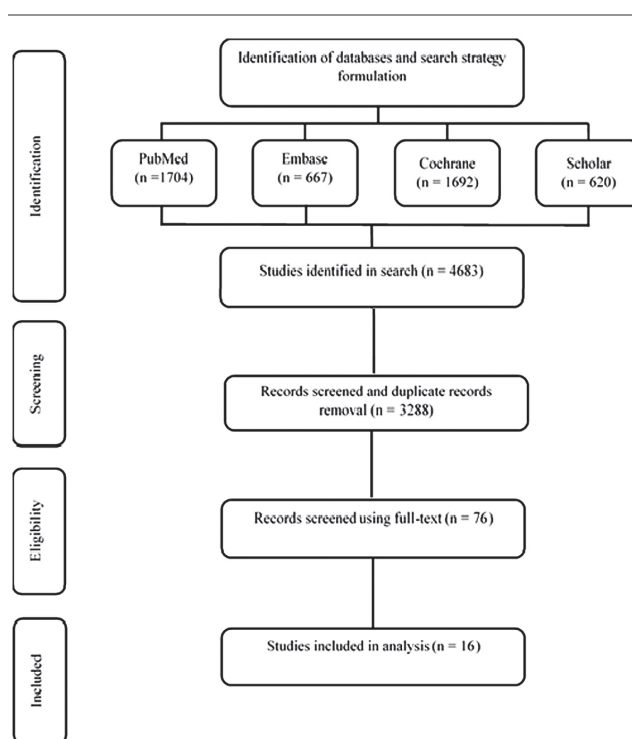 Identification
Identification of databases and search strategy
formulation
PubMed
(n =1704)
Embase
(n = 667)
Cochrane
(n = 1692)
Scholar
(n = 620)
Studies identified in search (n = 4683)
Screening
Records screened and duplicate records
removal (n = 3288)
Eligibility
Records screened using full-text (n = 76)
Included
Studies included in analysis (n = 16)